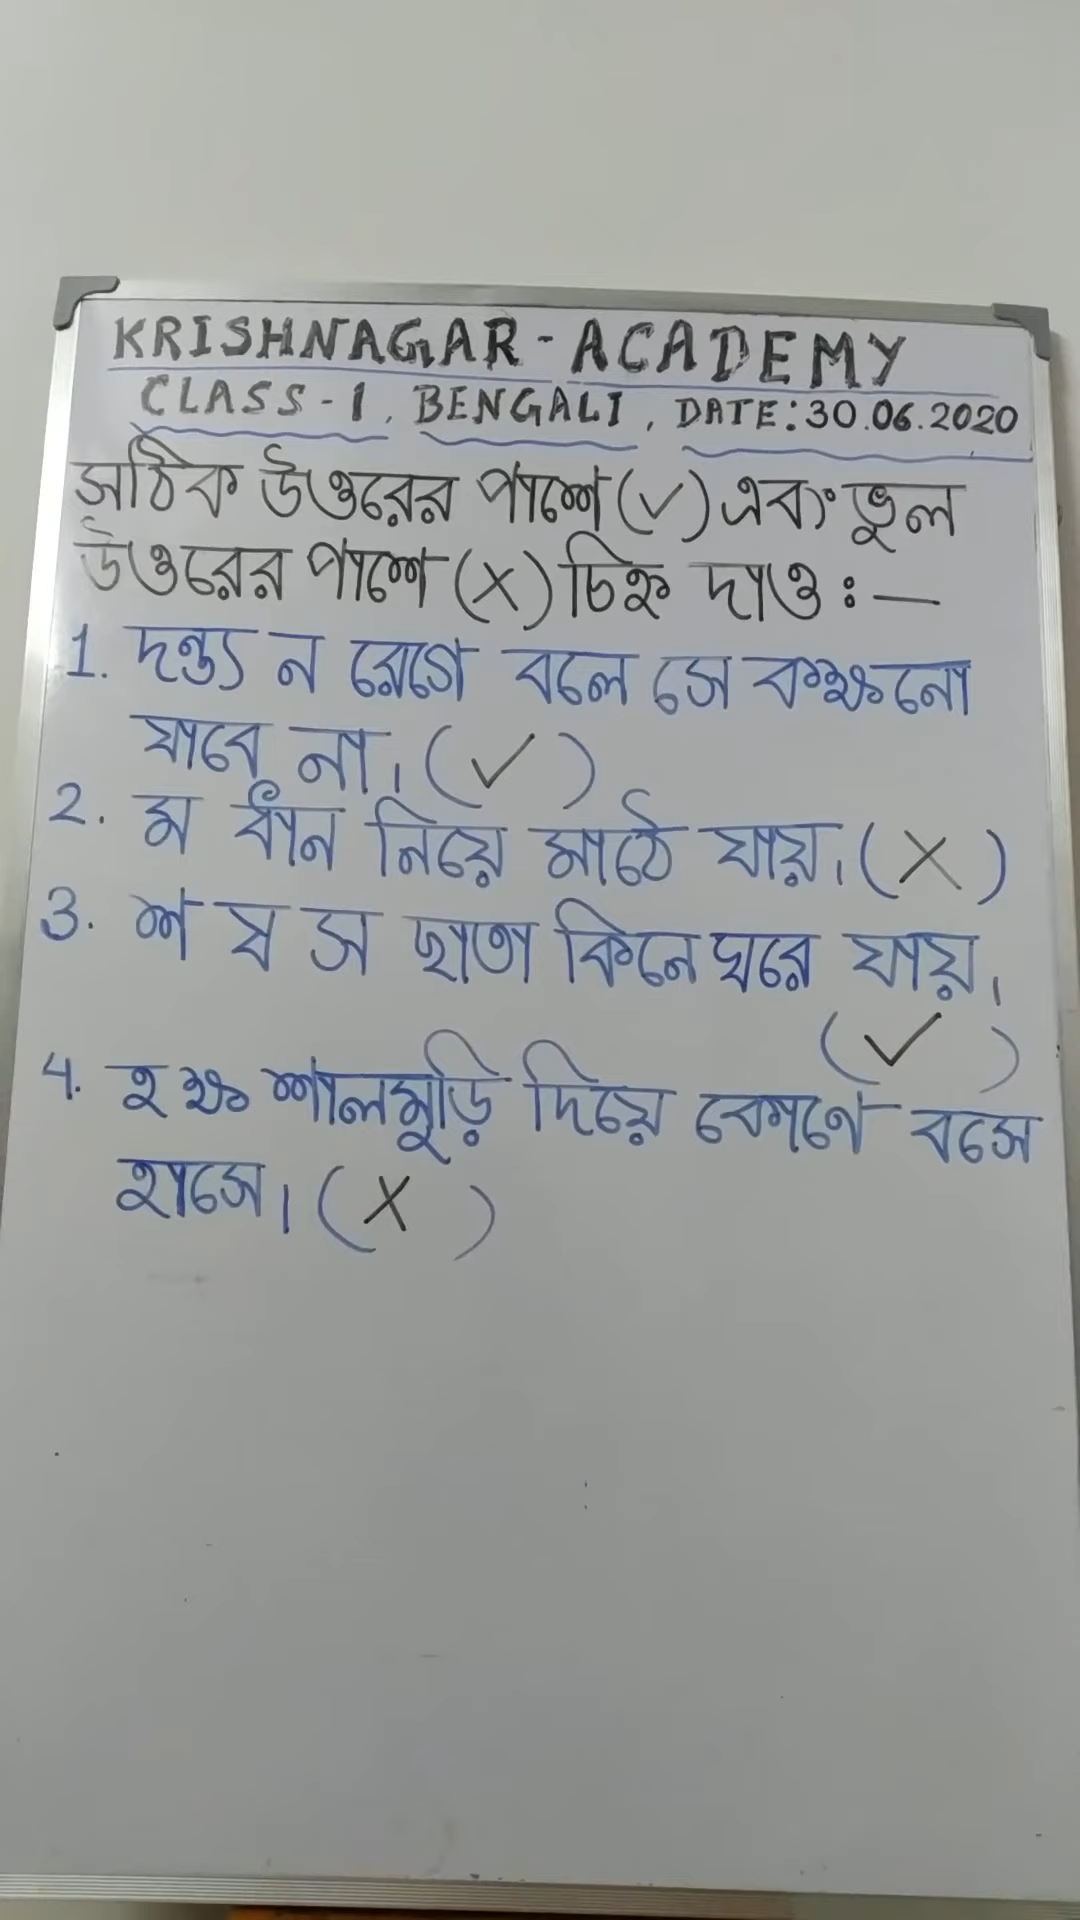 KRISHNAGAR - ACADEMY
CLASS - 1, BENGALI, DATE: 30.06.2020
সঠিক উত্তরের পাশে (✓) এবং ভুল
উত্তরের পাশে (X) চিহ্ন দাও ঃ—
1. দন্ত্য ন রেগে বলে সে কক্ষনো
যাবে না। (✓)
2. ম ধান নিয়ে মাঠে যায়। (X)
3. শ ষ স ছাতা কিনে ঘরে যায়।
(✓)
4. হ ক্ষ শালমুড়ি দিয়ে কোণে বসে
হাসে। (X)